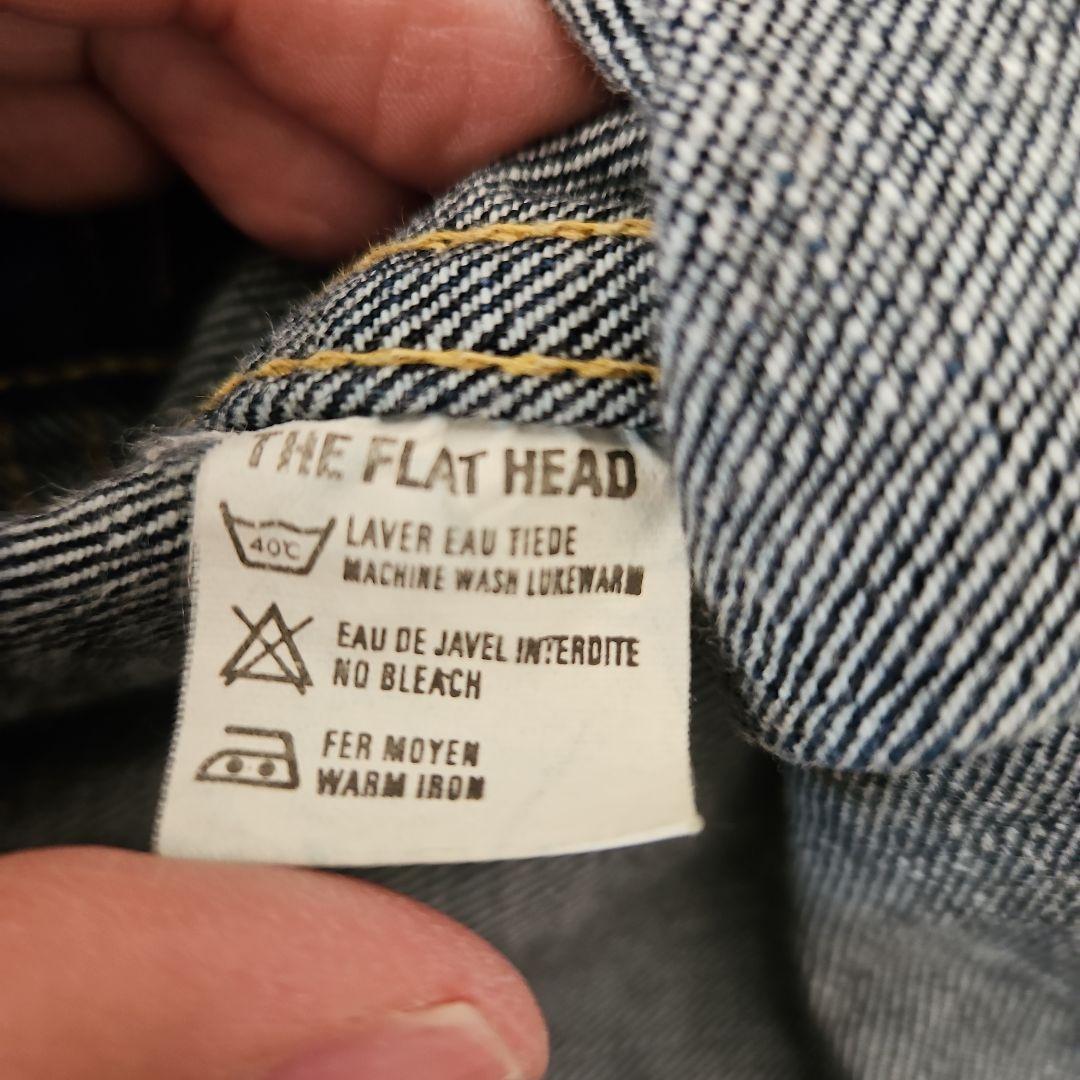 THE FLAT HEAD
40℃ LAVER EAU TIEDE
MACHINE WASH LUKEWARM
EAU DE JAVEL INTERDITE
NO BLEACH
FER MOYEN
WARM IRON